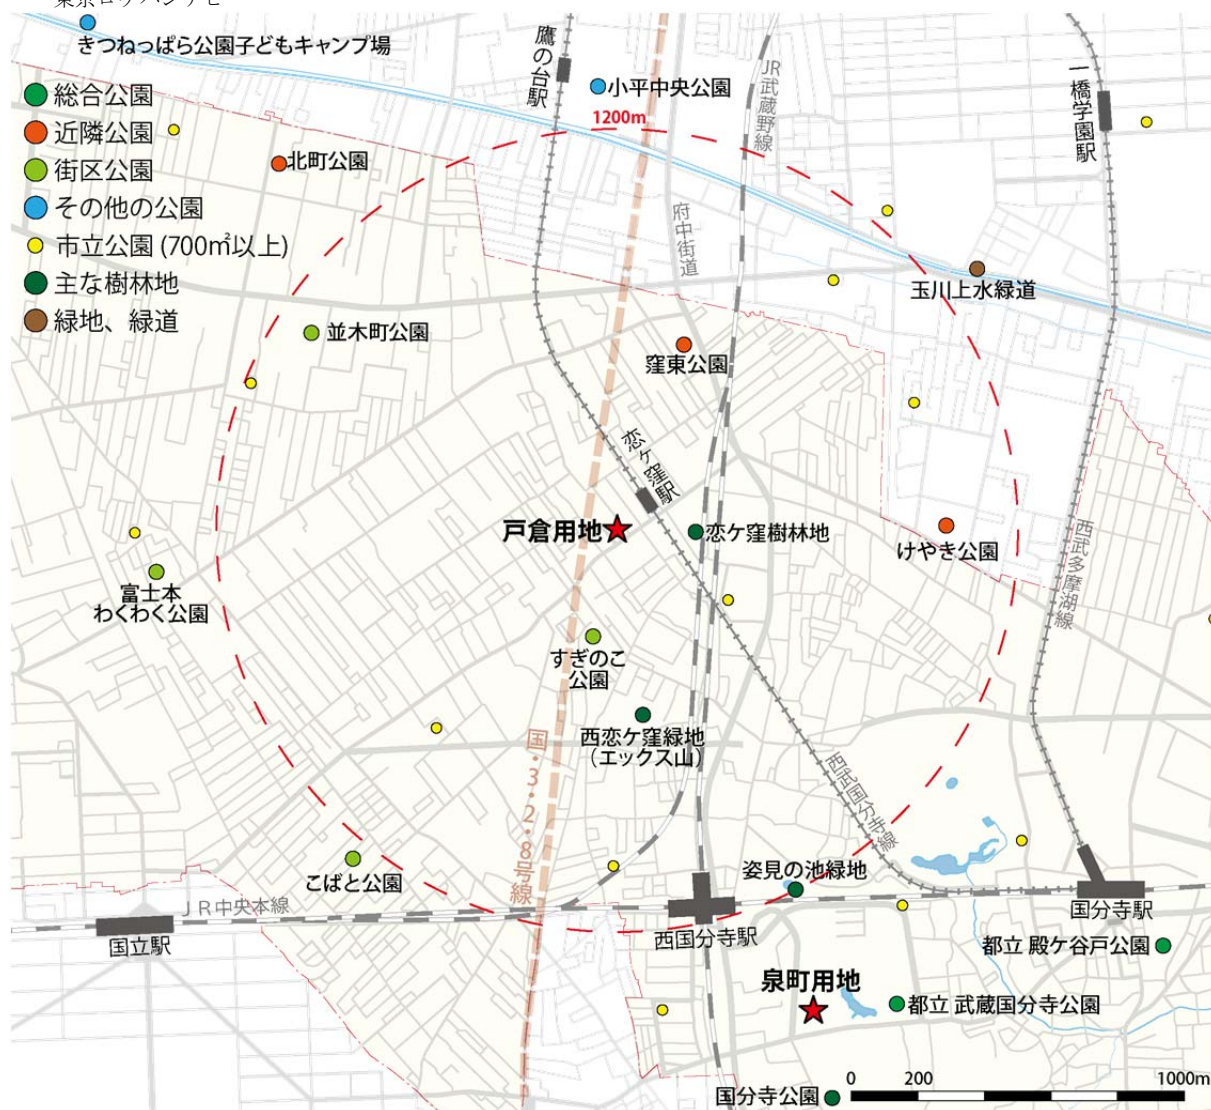 東京ロケハンナビ
きつねっぱら公園子どもキャンプ場
鷹の台駅
小平中央公園
JR武蔵野線
一橋学園駅
総合公園
近隣公園
街区公園
その他の公園
市立公園 (700㎡以上)
主な樹林地
緑地、緑道
1200m
北町公園
府中街道
玉川上水緑道
並木町公園
窪東公園
恋ケ窪駅
戸倉用地
恋ケ窪樹林地
けやき公園
西武多摩湖線
富士本
わくわく公園
すぎのこ
公園
西恋ケ窪緑地
(エックス山)
国・3・2・8号線
西武国分寺線
こばと公園
姿見の池緑地
JR中央本線
国立駅
西国分寺駅
国分寺駅
都立 殿ケ谷戸公園
泉町用地
都立 武蔵国分寺公園
国分寺公園
0 200 1000m